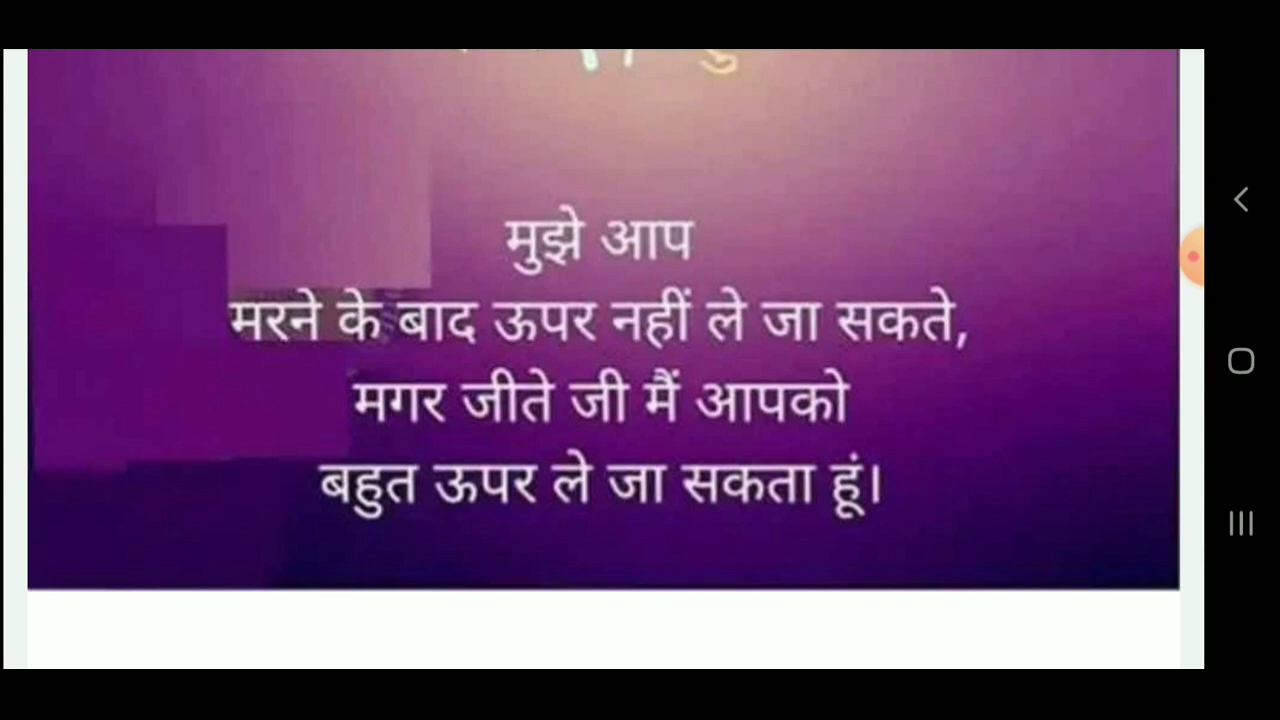 मुझे आप
मरने के बाद ऊपर नहीं ले जा सकते,
मगर जीते जी मैं आपको
बहुत ऊपर ले जा सकता हूं।